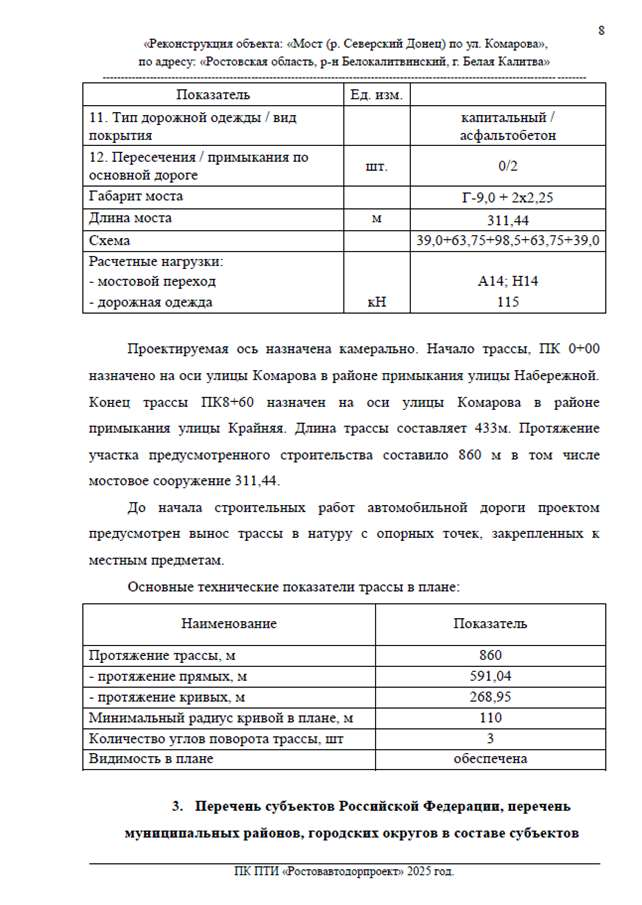 8
«Реконструкция объекта: «Мост (р. Северский Донец) по ул. Комарова»,
по адресу: «Ростовская область, р-н Белокалитвинский, г. Белая Калитва»
Показатель Ед. изм.
11. Тип дорожной одежды / вид покрытия капитальный / асфальтобетон
12. Пересечения / примыкания по основной дороге шт. 0/2
Габарит моста Г-9,0 + 2х2,25
Длина моста м 311,44
Схема 39,0+63,75+98,5+63,75+39,0
Расчетные нагрузки:
- мостовой переход А14; Н14
- дорожная одежда кН 115
Проектируемая ось назначена камерально. Начало трассы, ПК 0+00
назначено на оси улицы Комарова в районе примыкания улицы Набережной.
Конец трассы ПК8+60 назначен на оси улицы Комарова в районе
примыкания улицы Крайняя. Длина трассы составляет 433м. Протяжение
участка предусмотренного строительства составило 860 м в том числе
мостовое сооружение 311,44.
До начала строительных работ автомобильной дороги проектом
предусмотрен вынос трассы в натуру с опорных точек, закрепленных к
местным предметам.
Основные технические показатели трассы в плане:
Наименование Показатель
Протяжение трассы, м 860
- протяжение прямых, м 591,04
- протяжение кривых, м 268,95
Минимальный радиус кривой в плане, м 110
Количество углов поворота трассы, шт 3
Видимость в плане обеспечена
3. Перечень субъектов Российской Федерации, перечень
муниципальных районов, городских округов в составе субъектов
ПК ПТИ «Ростовавтодорпроект» 2025 год.